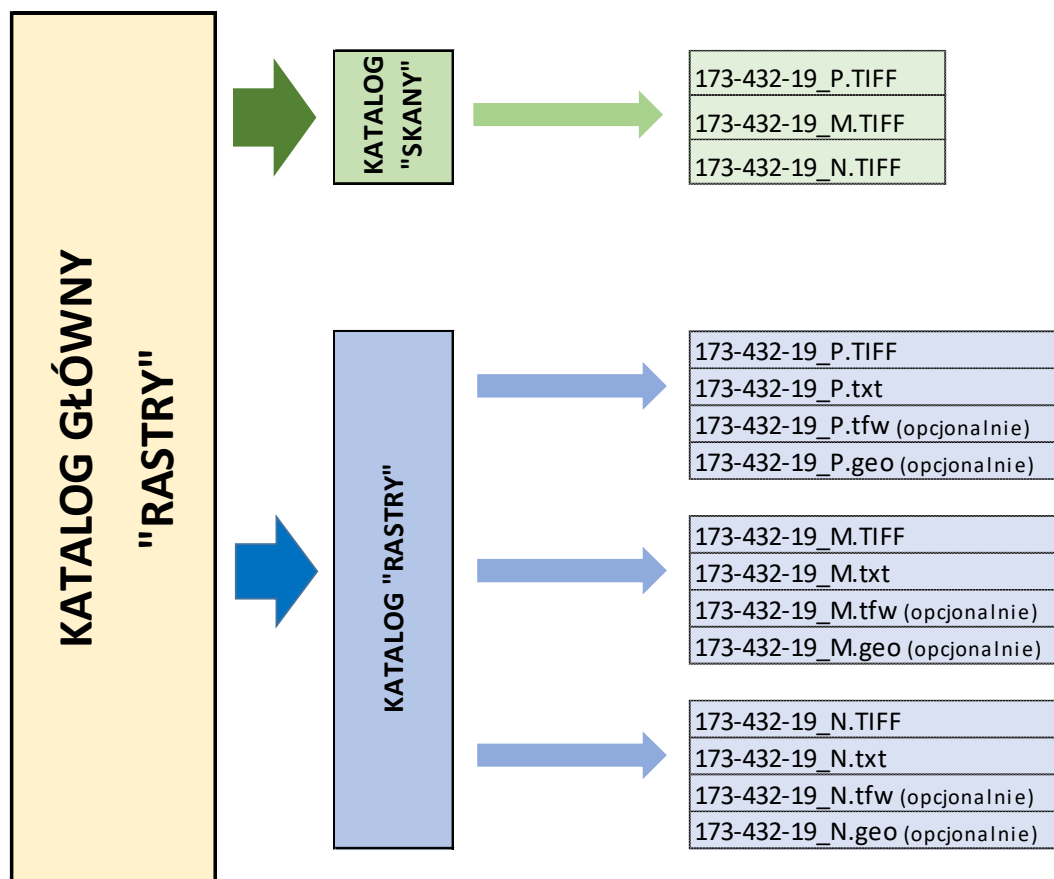 KATALOG GŁÓWNY
"RASTRY"
KATALOG
"SKANY"
173-432-19_P.TIFF
173-432-19_M.TIFF
173-432-19_N.TIFF
KATALOG "RASTRY"
173-432-19_P.TIFF
173-432-19_P.txt
173-432-19_P.tfw (opcjonalnie)
173-432-19_P.geo (opcjonalnie)
173-432-19_M.TIFF
173-432-19_M.txt
173-432-19_M.tfw (opcjonalnie)
173-432-19_M.geo (opcjonalnie)
173-432-19_N.TIFF
173-432-19_N.txt
173-432-19_N.tfw (opcjonalnie)
173-432-19_N.geo (opcjonalnie)